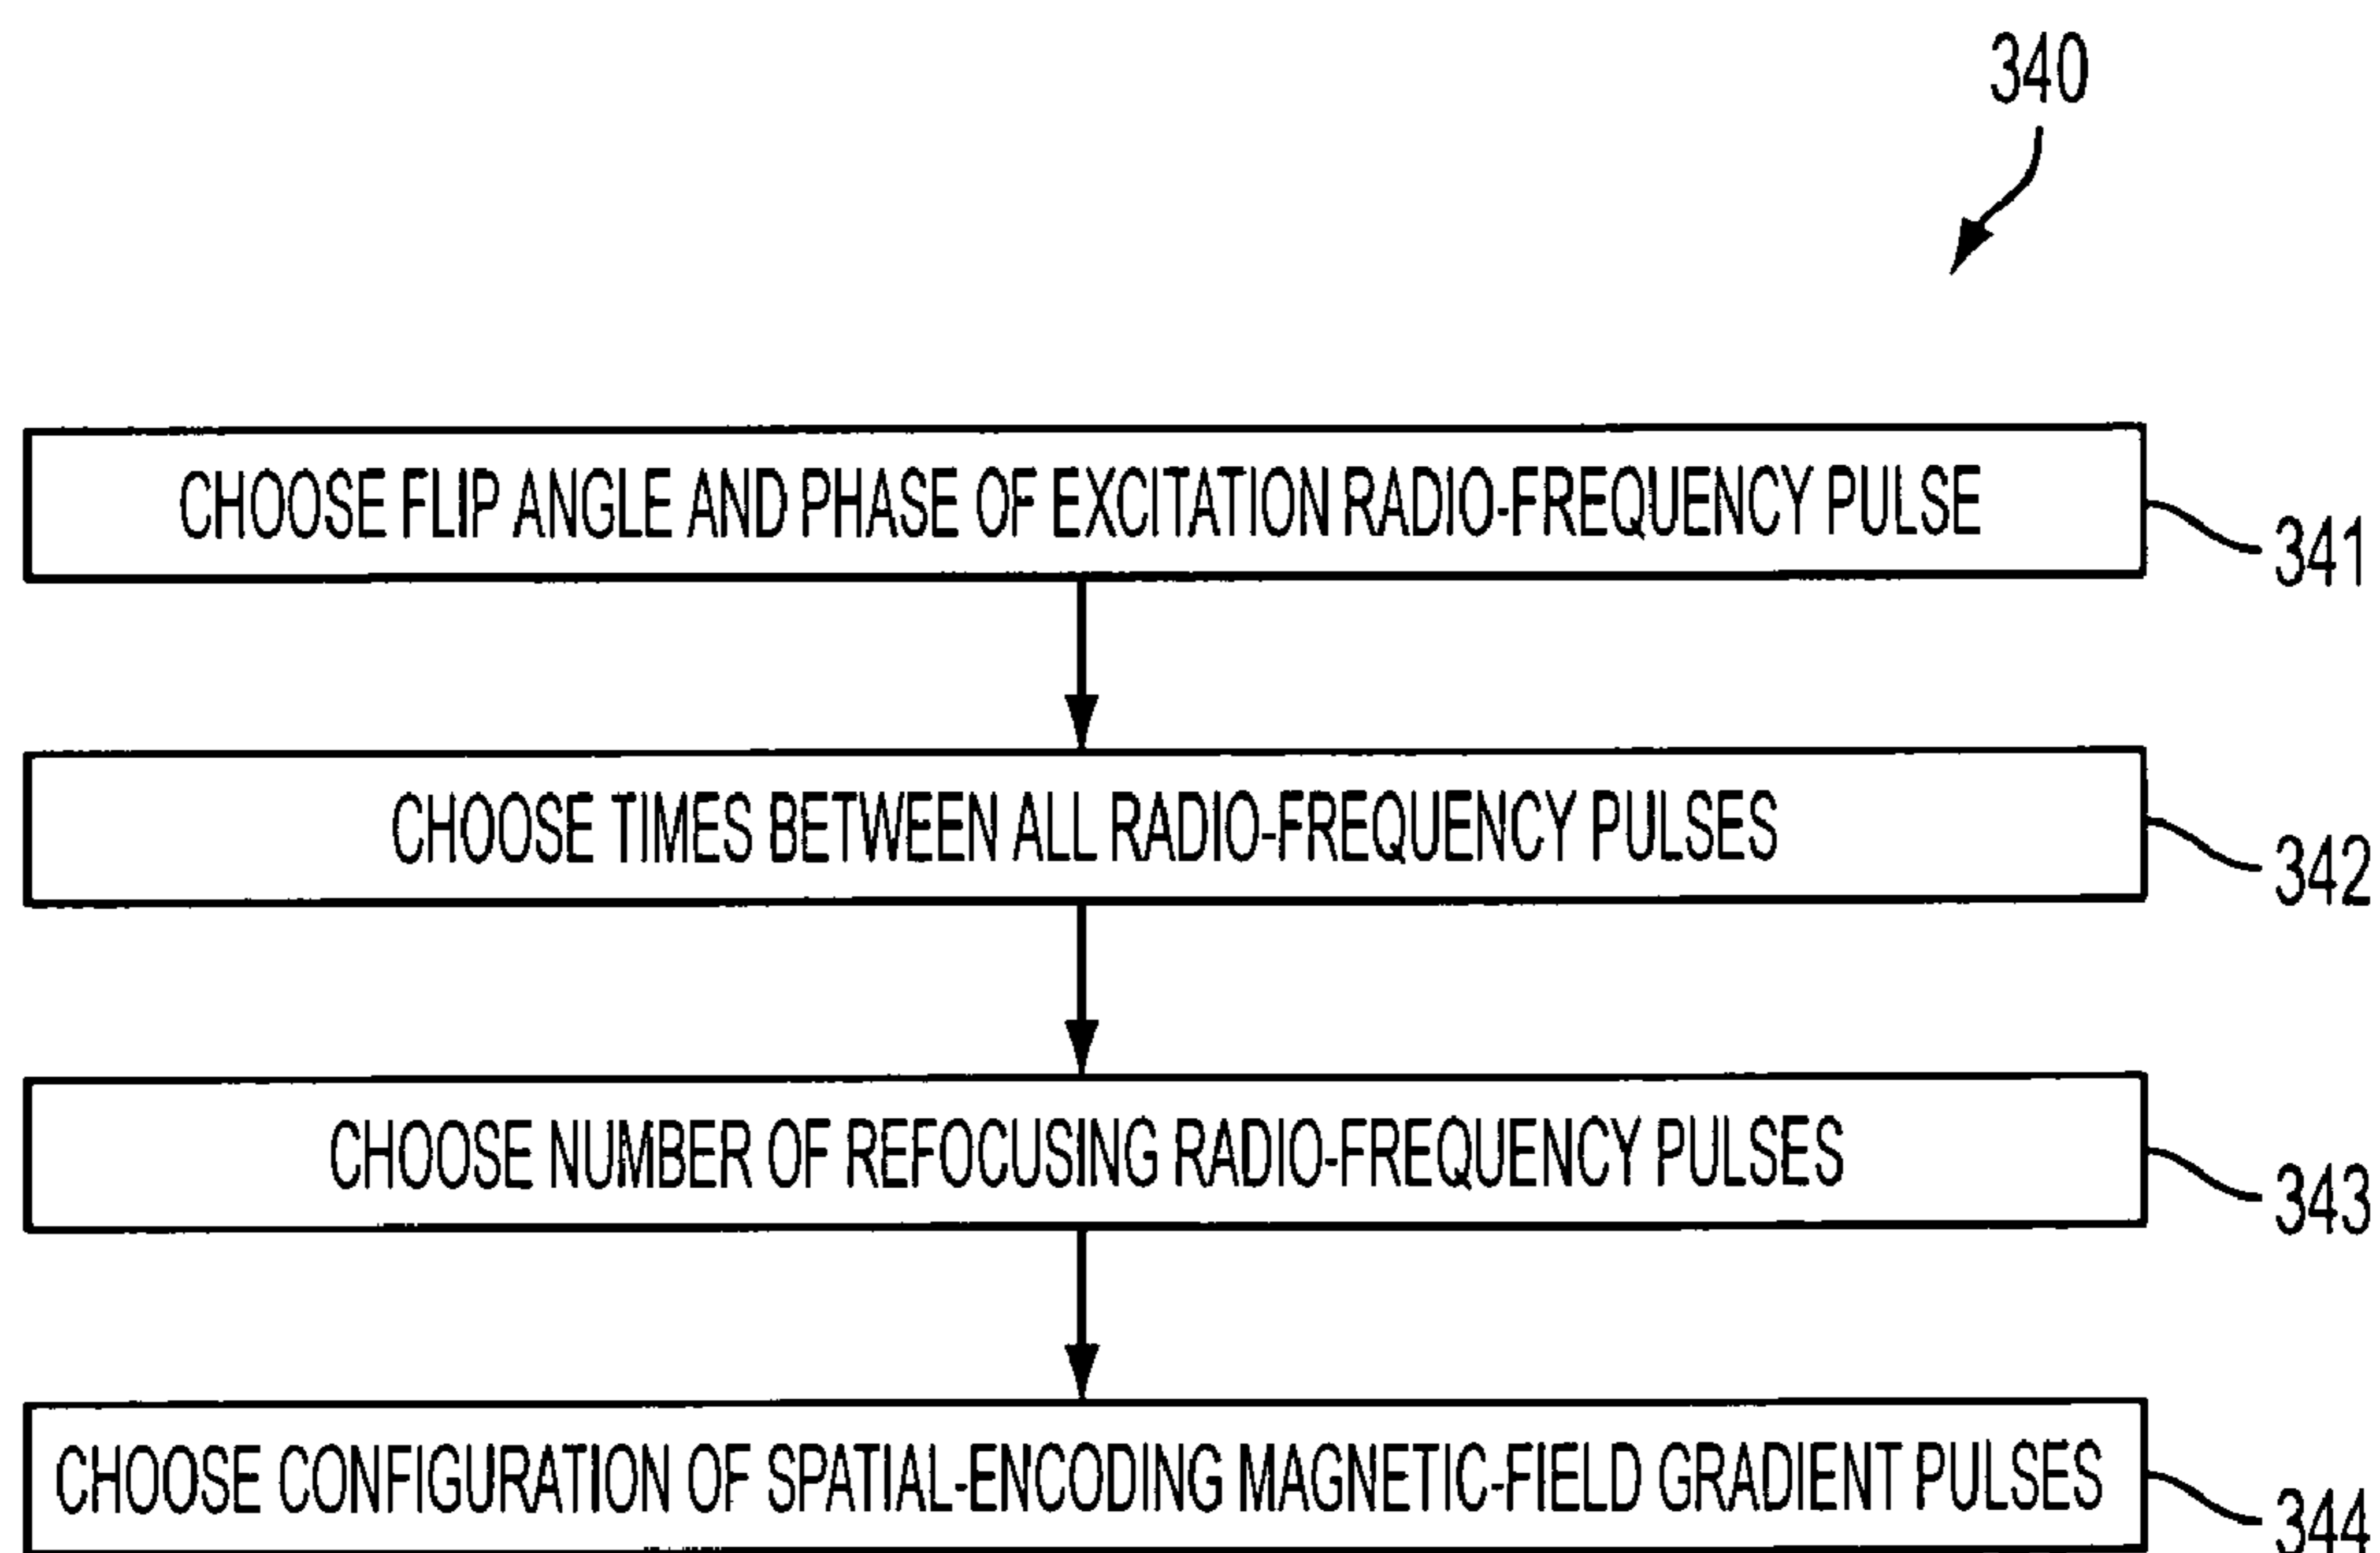 340
CHOOSE FLIP ANGLE AND PHASE OF EXCITATION RADIO-FREQUENCY PULSE
341
CHOOSE TIMES BETWEEN ALL RADIO-FREQUENCY PULSES
342
CHOOSE NUMBER OF REFOCUSING RADIO-FREQUENCY PULSES
343
CHOOSE CONFIGURATION OF SPATIAL-ENCODING MAGNETIC-FIELD GRADIENT PULSES
344